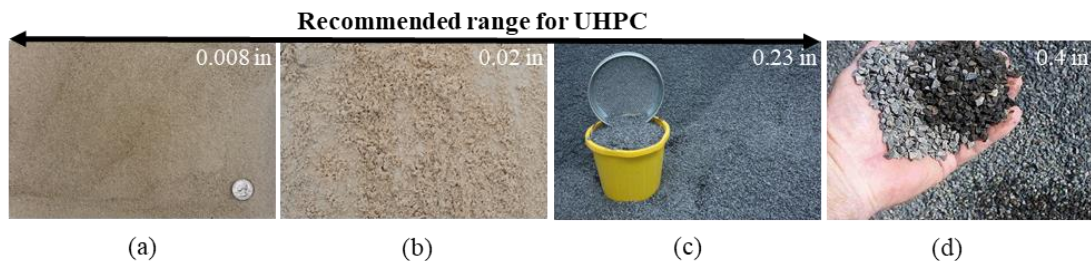 Recommended range for UHPC
0.008 in
0.02 in
0.23 in
0.4 in
(a)
(b)
(c)
(d)